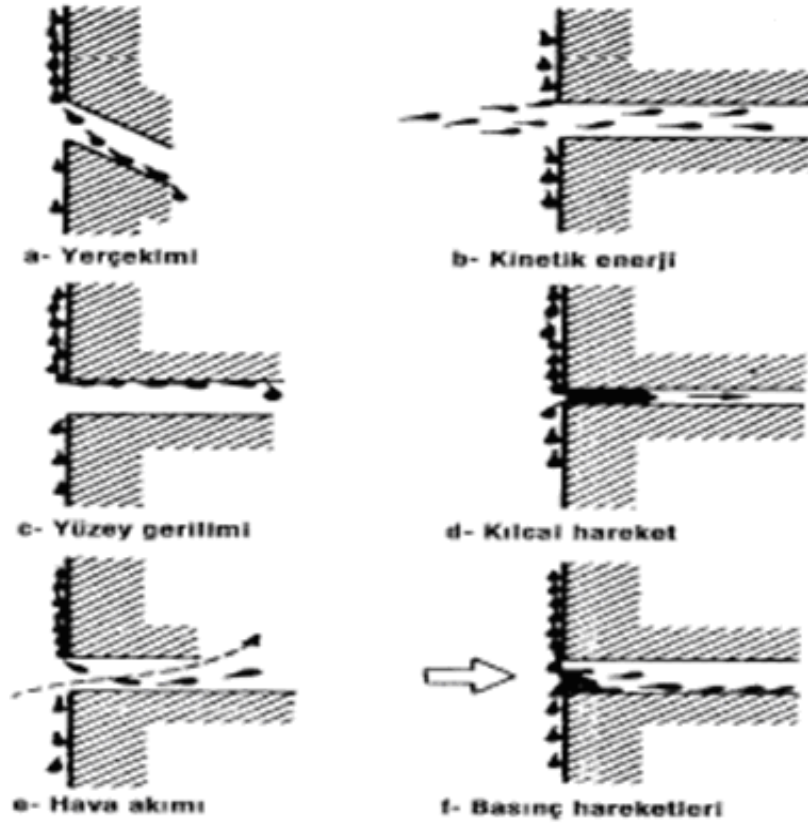 a- Yerçekimi
b- Kinetik enerji
c- Yüzey gerilimi
d- Kılcal hareket
e- Hava akımı
f- Basınç hareketleri